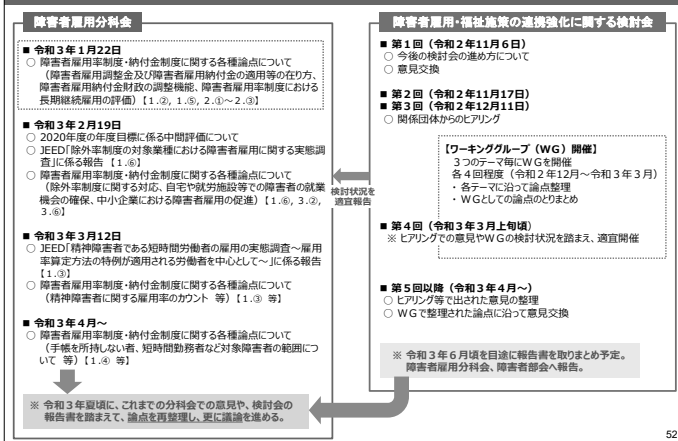 障害者雇用分科会
■ 令和3年1月22日
○ 障害者雇用率制度・納付金制度に関する各種論点について
（障害者雇用調整金及び障害者雇用納付金の適用等の在り方、
障害者雇用納付金財政の調整機能、障害者雇用率制度における
長期継続雇用の評価）【1.②, 1.⑤, 2.①～2.③】
■ 令和3年2月19日
○ 2020年度の年度目標に係る中間評価について
○ JEED「除外率制度の対象業種における障害者雇用に関する実態調
査」に係る報告 【1.⑥】
○ 障害者雇用率制度・納付金制度に関する各種論点について
（除外率制度に関する対応、自宅や就労施設等での障害者の就業
機会の確保、中小企業における障害者雇用の促進）【1.⑥, 3.②,
3.⑥】
■ 令和3年3月12日
○ JEED「精神障害者である短時間労働者の雇用の実態調査～雇用
率算定方法の特例が適用される労働者を中心として～」に係る報告
【1.③】
○ 障害者雇用率制度・納付金制度に関する各種論点について
（精神障害者に関する雇用率のカウント 等）【1.③ 等】
■ 令和3年4月～
○ 障害者雇用率制度・納付金制度に関する各種論点について
（手帳を所持しない者、短時間勤務者など対象障害者の範囲につ
いて 等）【1.④ 等】
※ 令和3年夏頃に、これまでの分科会での意見や、検討会の
報告書を踏まえて、論点を再整理し、更に議論を進める。
検討状況を
適宜報告
障害者雇用・福祉施策の連携強化に関する検討会
■ 第1回（令和2年11月6日）
○ 今後の検討会の進め方について
○ 意見交換
■ 第2回（令和2年11月17日）
■ 第3回（令和2年12月11日）
○ 関係団体からのヒアリング
【ワーキンググループ（WG）開催】
3つのテーマ毎にWGを開催
各4回程度（令和2年12月～令和3年3月）
・各テーマに沿って論点整理
・WGとしての論点のとりまとめ
■ 第4回（令和3年3月上旬頃）
※ ヒアリングでの意見やWGの検討状況を踏まえ、適宜開催
■ 第5回以降（令和3年4月～）
○ ヒアリング等で出された意見の整理
○ WGで整理された論点に沿って意見交換
※ 令和3年6月頃を目途に報告書を取りまとめ予定。
障害者雇用分科会、障害者部会へ報告。
52